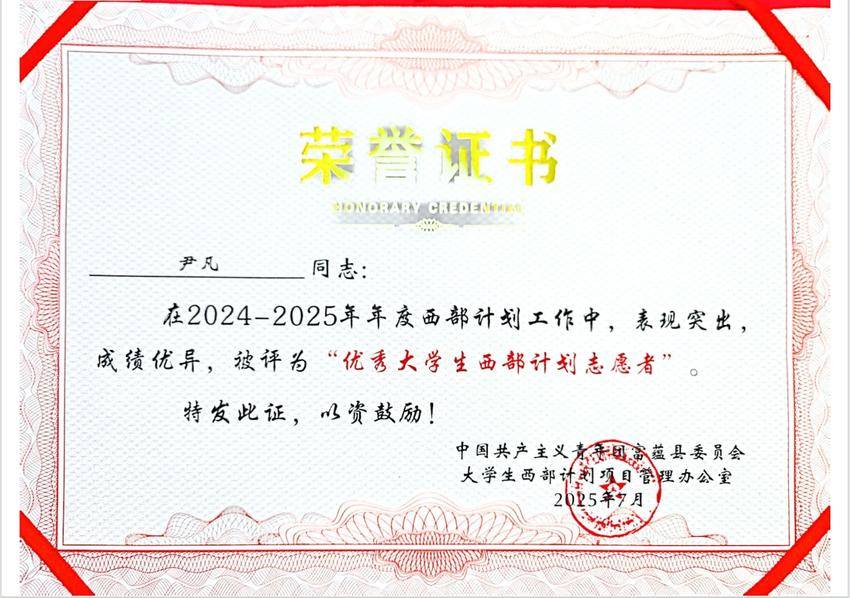 荣誉证书
HONORARY CREDENTIAL
尹凡 同志：
在2024-2025年年度西部计划工作中，表现突出，
成绩优异，被评为“优秀大学生西部计划志愿者”。
特发此证，以资鼓励！
中国共产主义青年团富蕴县委员会
大学生西部计划项目管理办公室
2025年7月